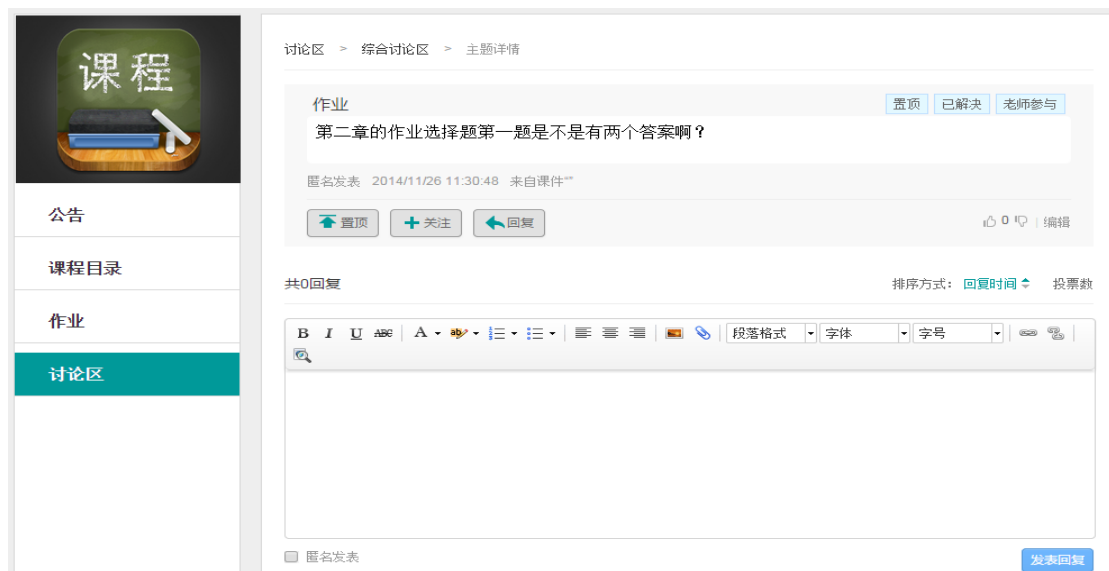 课程
公告
课程目录
作业
讨论区
讨论区 > 综合讨论区 > 主题详情
作业 置顶 已解决 老师参与
第二章的作业选择题第一题是不是有两个答案啊？
匿名发表 2014/11/26 11:30:48 来自课件“”
置顶 关注 回复 0 编辑
共0回复 排序方式： 回复时间 投票数
B I U ABC A ab 段落格式 字体 字号
匿名发表 发表回复